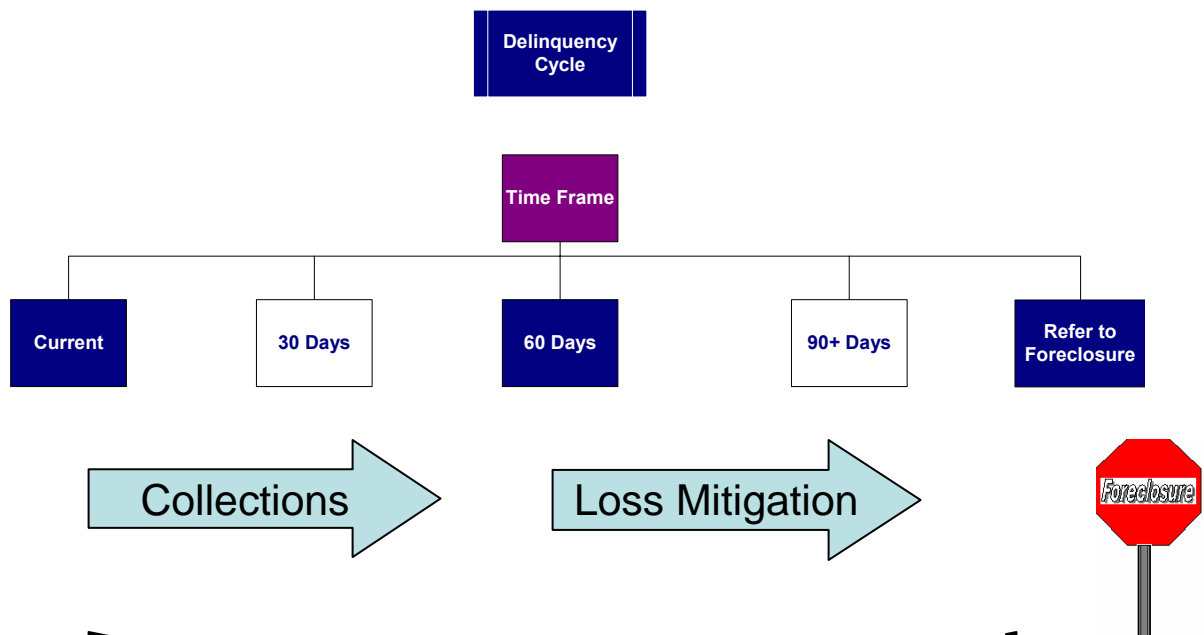 Delinquency
Cycle
Time Frame
Current
30 Days
60 Days
90+ Days
Refer to
Foreclosure
Collections
Loss Mitigation
Foreclosure